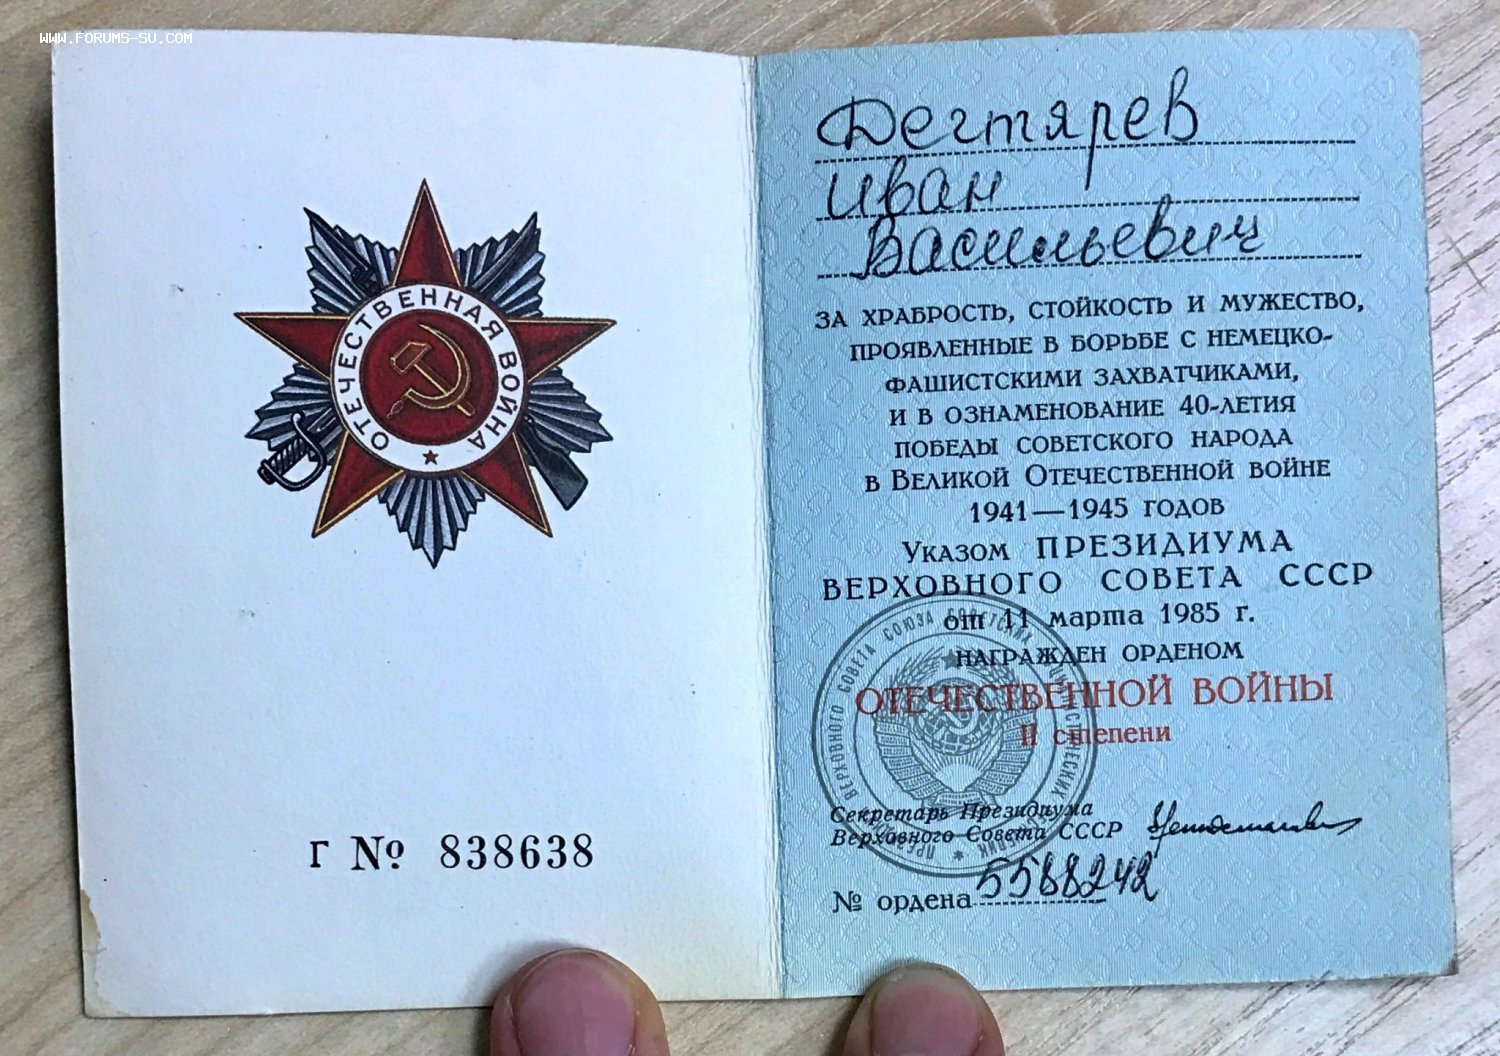 WWW.FORUMS-SU.COM
ОТЕЧЕСТВЕННАЯ ВОЙНА
Г № 838638
Дегтярев
Иван
Васильевич
ЗА ХРАБРОСТЬ, СТОЙКОСТЬ И МУЖЕСТВО,
ПРОЯВЛЕННЫЕ В БОРЬБЕ С НЕМЕЦКО-
ФАШИСТСКИМИ ЗАХВАТЧИКАМИ,
И В ОЗНАМЕНОВАНИЕ 40-ЛЕТИЯ
ПОБЕДЫ СОВЕТСКОГО НАРОДА
В ВЕЛИКОЙ ОТЕЧЕСТВЕННОЙ ВОЙНЕ
1941—1945 ГОДОВ
УКАЗОМ ПРЕЗИДИУМА
ВЕРХОВНОГО СОВЕТА СССР
от 11 марта 1985 г.
НАГРАЖДЕН ОРДЕНОМ
ОТЕЧЕСТВЕННОЙ ВОЙНЫ
II степени
Секретарь Президиума
Верховного Совета СССР
№ ордена 5588242